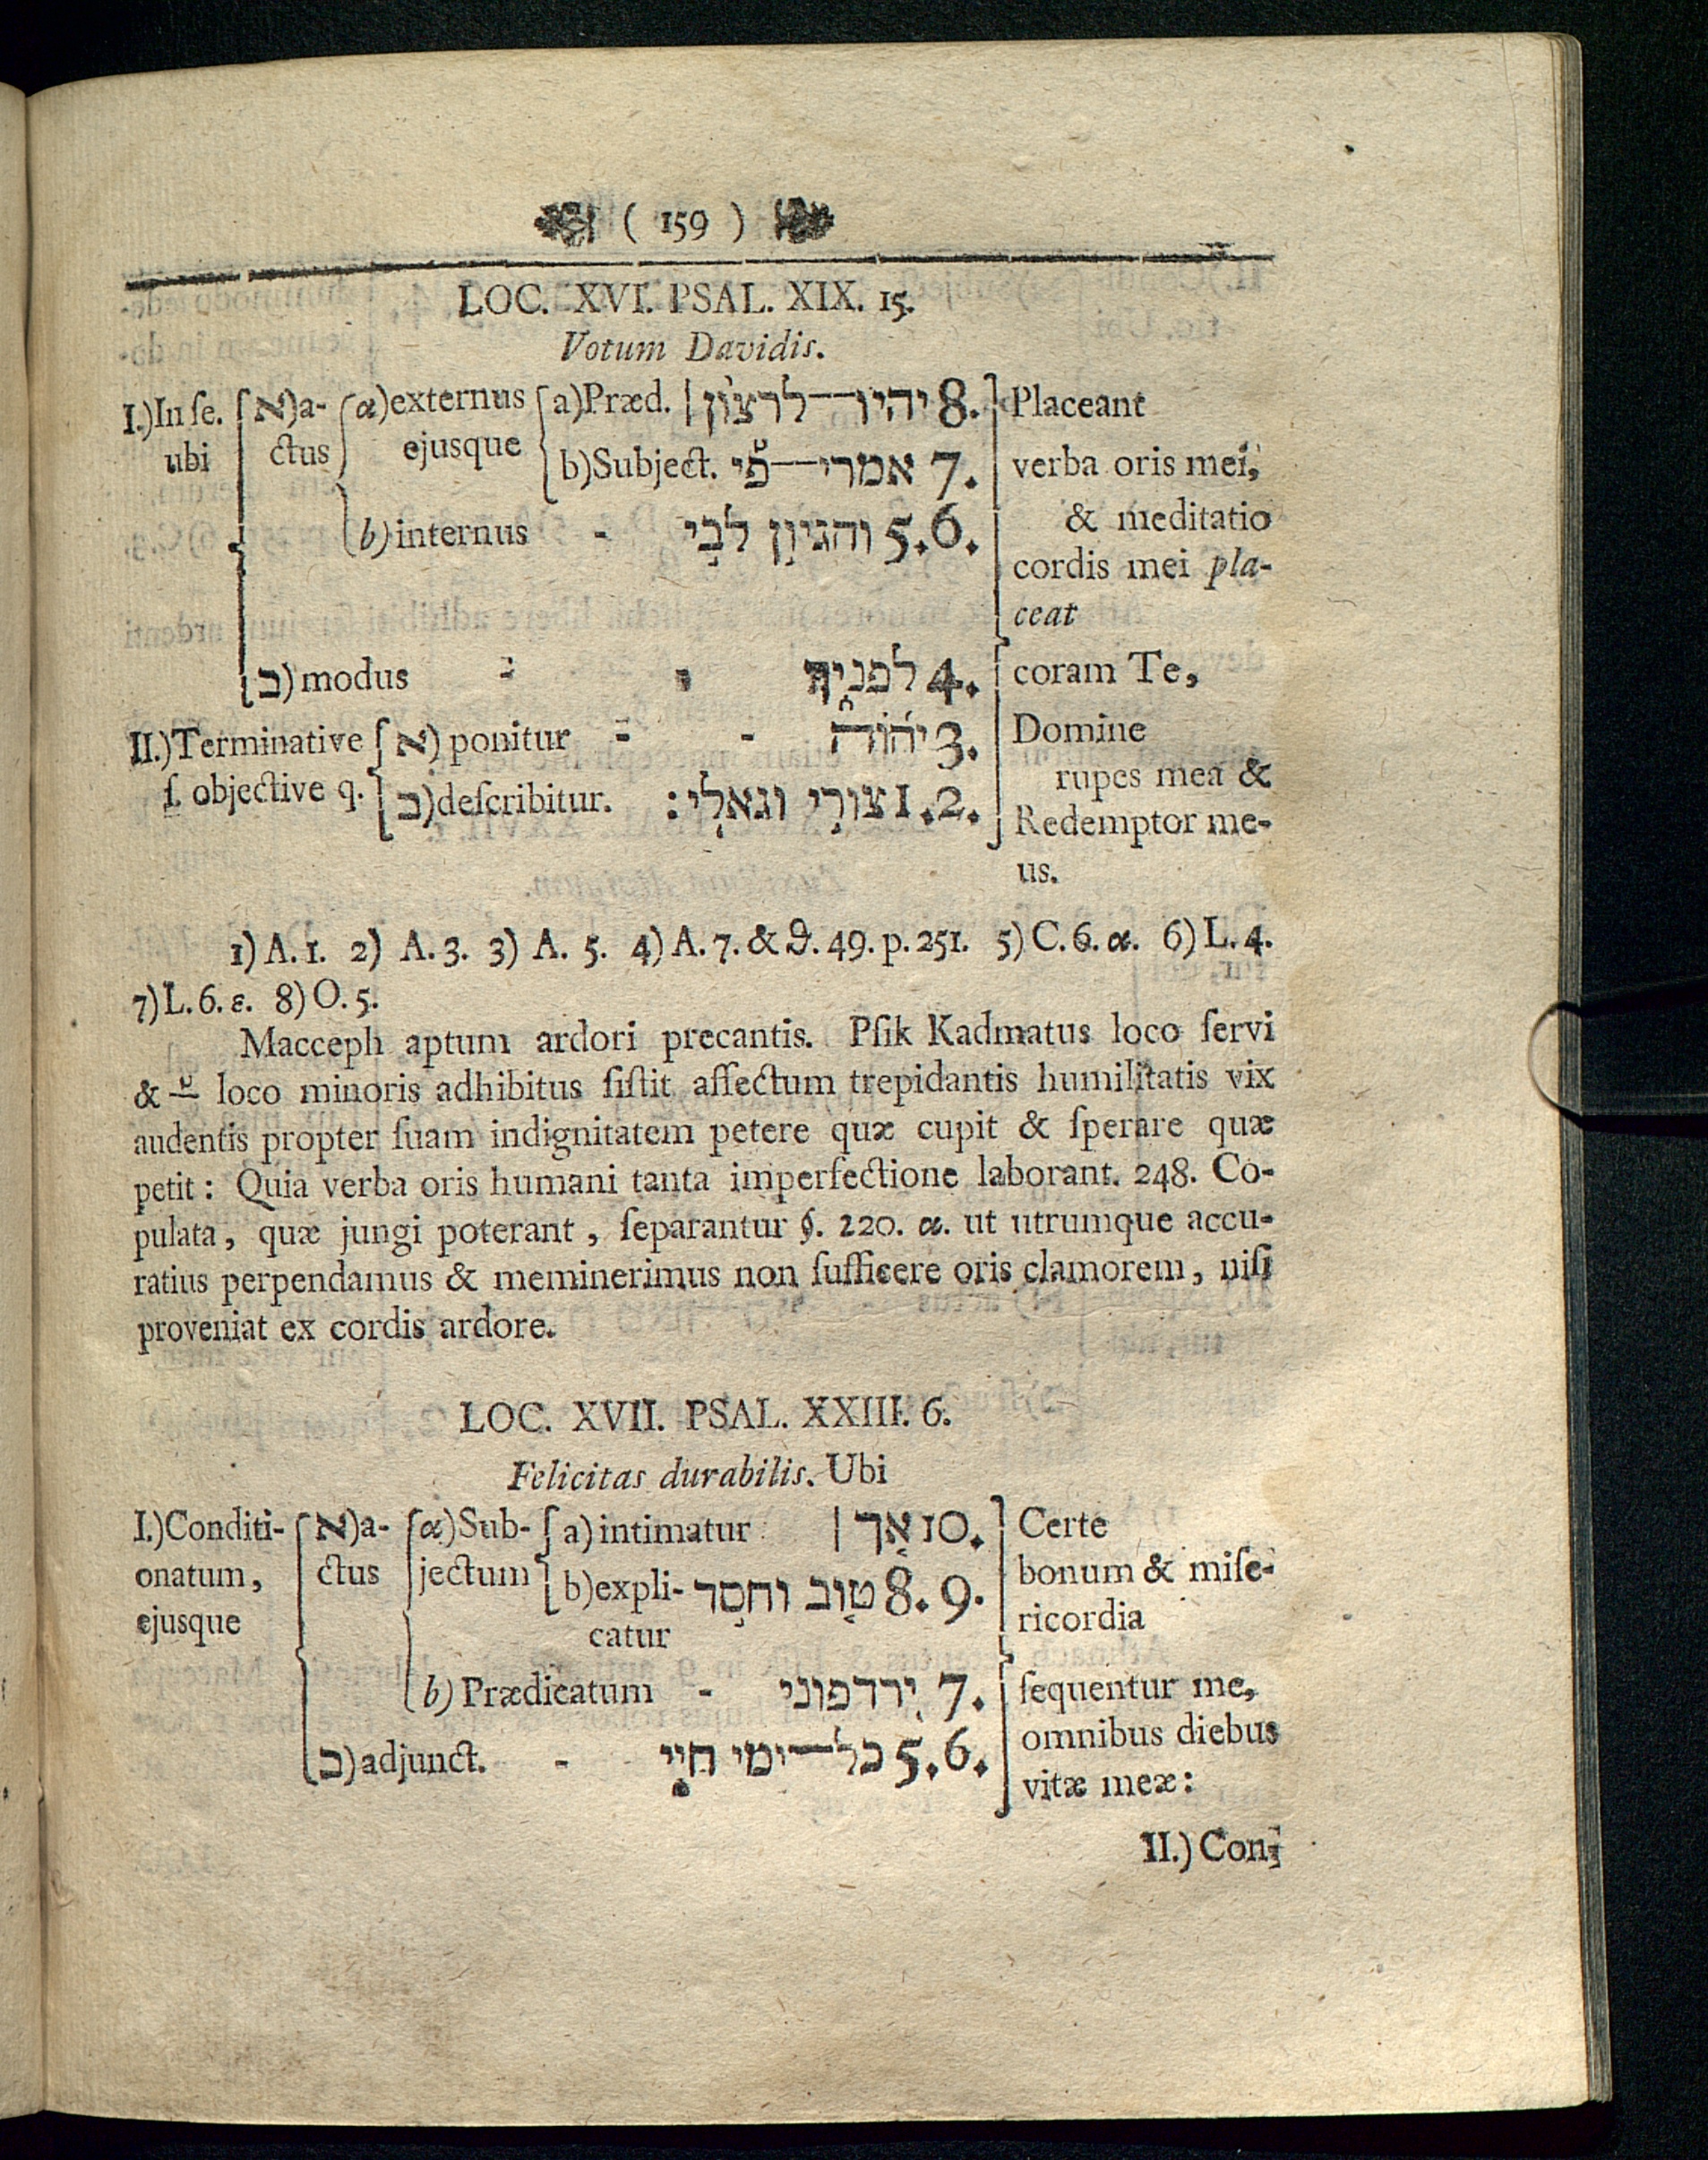 ( 159 )
LOC. XVI. PSAL. XIX. 15.
Votum Davidis.
I.)In ſe. א)a- α)externus a)Præd. 8. יהיו—לרצון| Placeant
ubi ctus ejusque b)Subject. 7. אמרי—פי verba oris mei,
b)internus - 5.6. והגיון לבי & meditatio
cordis mei pla-
ceat
ב)modus - - 4. לפניך coram Te,
II.)Terminative א) ponitur - - 3. יהוה Domine
ſ. objective q. ב)deſcribitur. 1.2. צורי וגאלי: rupes mea &
Redemptor me-
us.
1) A. 1. 2) A. 3. 3) A. 5. 4) A. 7. & ϑ. 49. p. 251. 5) C. 6. α. 6) L. 4.
7) L. 6. ε. 8) O. 5.
Macceph aptum ardori precantis. Pſik Kadmatus loco ſervi
& loco minoris adhibitus ſiſtit affectum trepidantis humilitatis vix
audentis propter ſuam indignitatem petere quæ cupit & ſperare quæ
petit: Quia verba oris humani tanta imperfectione laborant. 248. Co-
pulata, quæ jungi poterant, ſeparantur §. 220. α. ut utrumque accu-
ratius perpendamus & meminerimus non ſufficere oris clamorem, niſi
proveniat ex cordis ardore.
LOC. XVII. PSAL. XXIII. 6.
Felicitas durabilis. Ubi
I.)Conditi- א)a- α)Sub- a) intimatur 10. אך | Certe
onatum, ctus jectum b)expli- 8.9. טוב וחסד bonum & miſe-
ejusque catur ricordia
b) Prædicatum - 7. ירדפוני ſequentur me,
ב)adjunct. - 5.6. כל—ימי חיי omnibus diebus
vitæ meæ:
II.) Con-